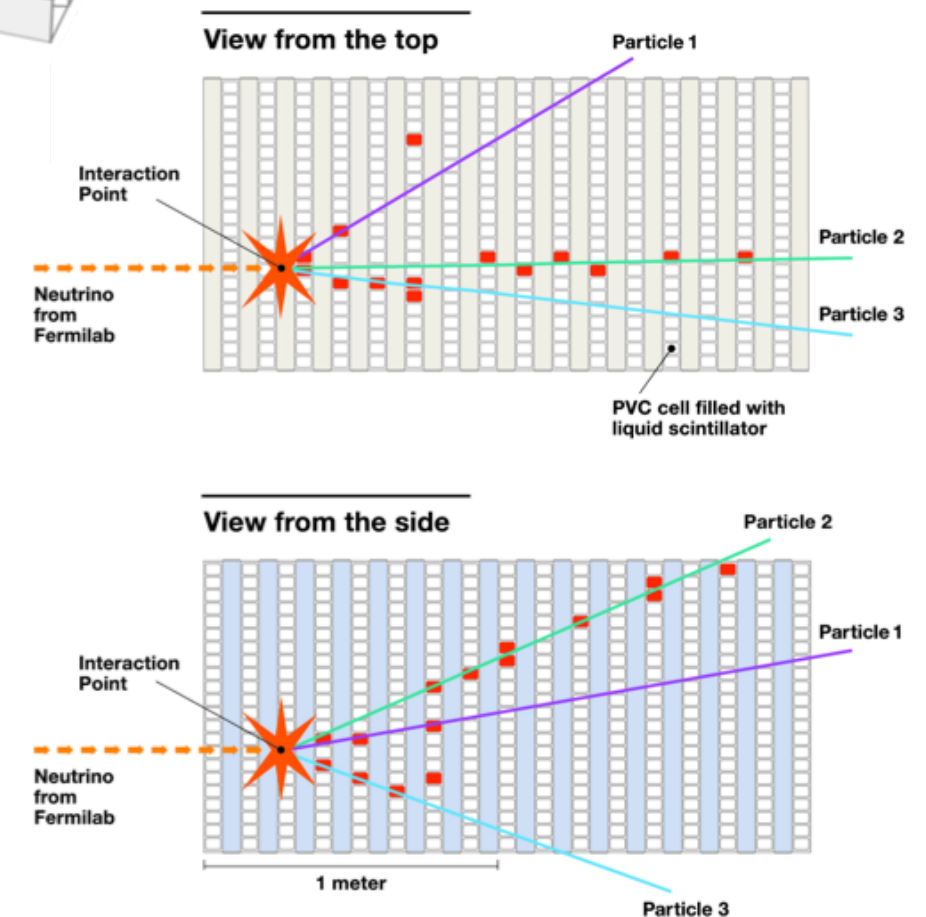 View from the top
Particle 1
Interaction
Point
Particle 2
Neutrino
from
Fermilab
Particle 3
PVC cell filled with
liquid scintillator
View from the side
Particle 2
Particle 1
Interaction
Point
Neutrino
from
Fermilab
1 meter
Particle 3